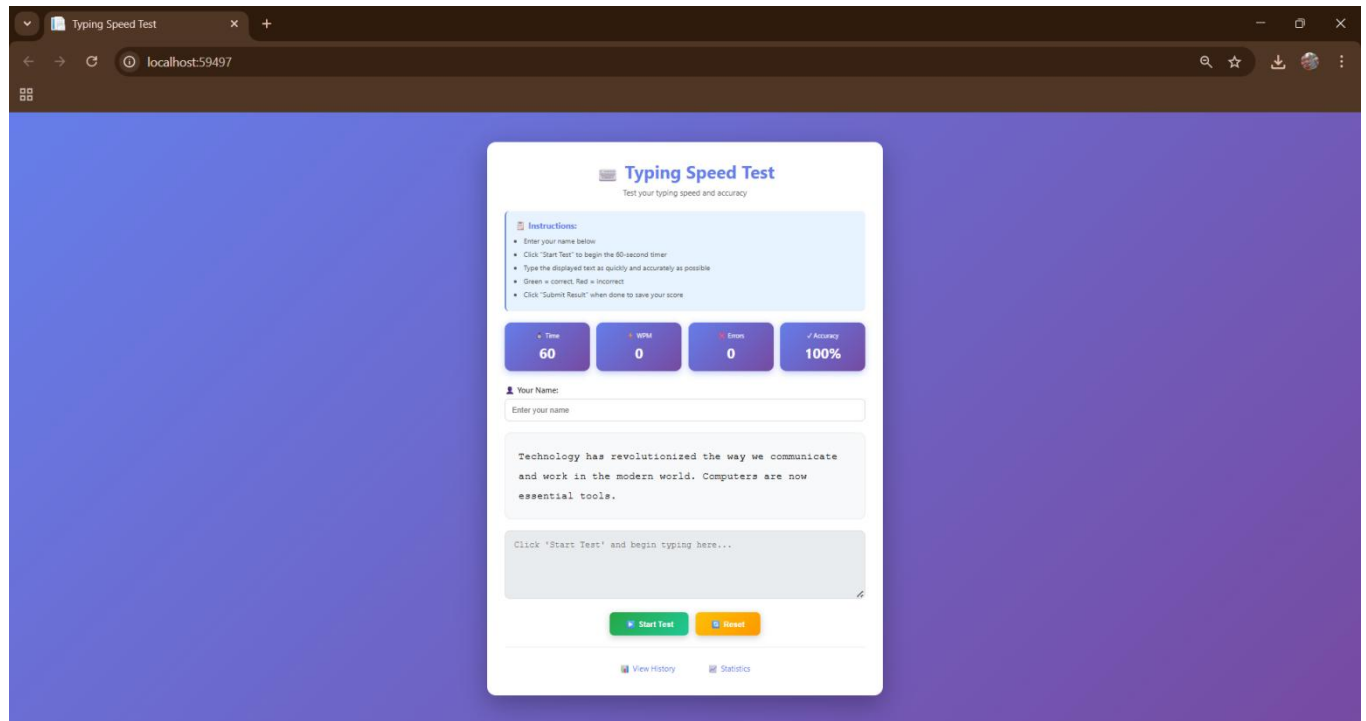 Typing Speed Test
localhost:59497
Typing Speed Test
Test your typing speed and accuracy
Instructions:
Enter your name below
Click "Start Test" to begin the 60-second timer
Type the displayed text as quickly and accurately as possible
Green = correct, Red = incorrect
Click "Submit Result" when done to save your score
Time WPM Errors ✓ Accuracy
60 0 0 100%
Your Name:
Enter your name
Technology has revolutionized the way we communicate
and work in the modern world. Computers are now
essential tools.
Click 'Start Test' and begin typing here...
Start Test Reset
View History Statistics